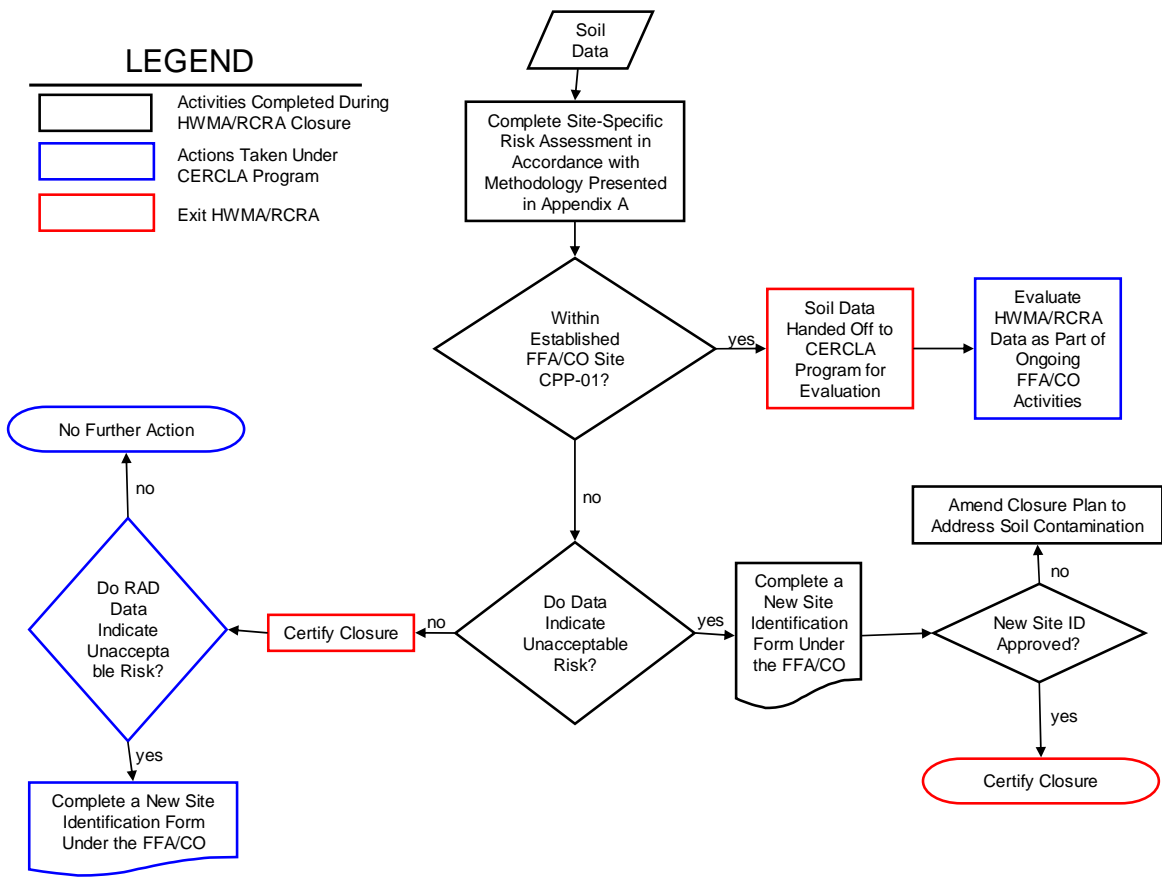 LEGEND
Activities Completed During
HWMA/RCRA Closure
Actions Taken Under
CERCLA Program
Exit HWMA/RCRA
Soil
Data
Complete Site-Specific
Risk Assessment in
Accordance with
Methodology Presented
in Appendix A
Within
Established
FFA/CO Site
CPP-01?
yes
Soil Data
Handed Off to
CERCLA
Program for
Evaluation
Evaluate
HWMA/RCRA
Data as Part of
Ongoing
FFA/CO
Activities
no
Do Data
Indicate
Unacceptable
Risk?
yes
Complete a
New Site
Identification
Form Under
the FFA/CO
New Site ID
Approved?
no
Amend Closure Plan to
Address Soil Contamination
yes
Certify Closure
no
Certify Closure
Do RAD
Data
Indicate
Unaccepta
ble Risk?
no
No Further Action
yes
Complete a New Site
Identification Form
Under the FFA/CO